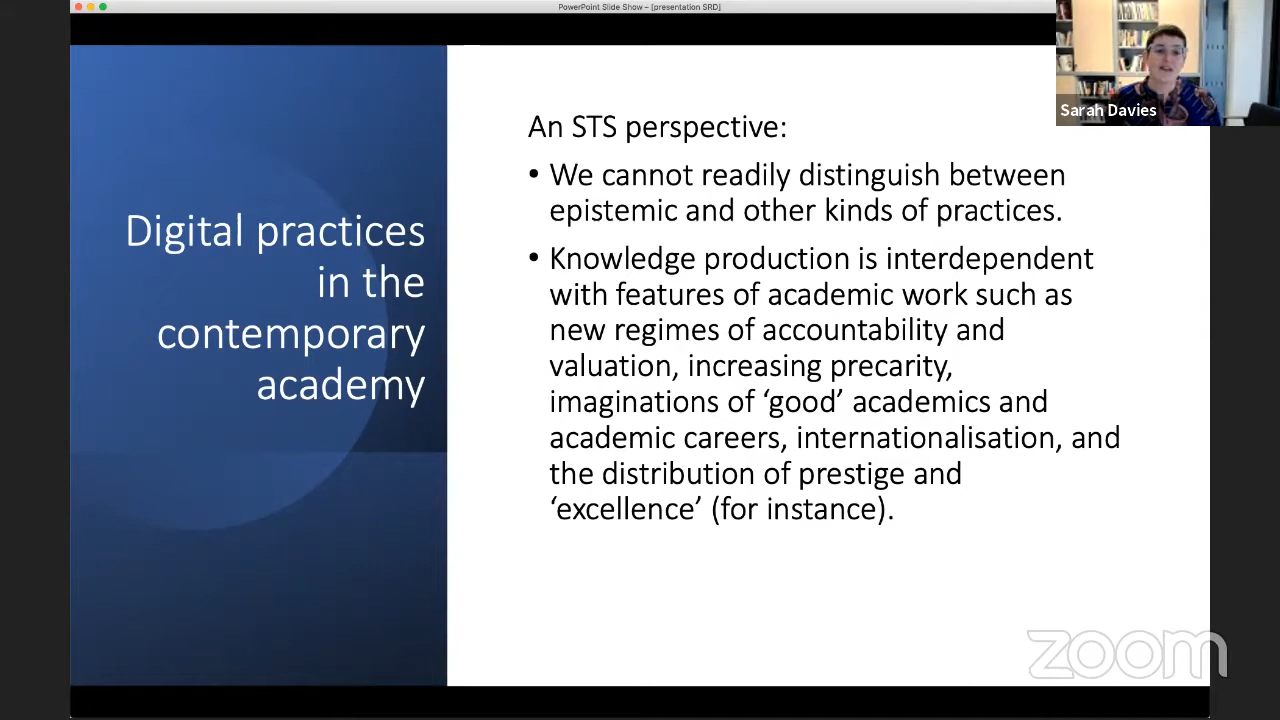 PowerPoint Slide Show – [presentation SRD]
Sarah Davies
Digital practices
in the
contemporary
academy
An STS perspective:
• We cannot readily distinguish between
epistemic and other kinds of practices.
• Knowledge production is interdependent
with features of academic work such as
new regimes of accountability and
valuation, increasing precarity,
imaginations of ‘good’ academics and
academic careers, internationalisation, and
the distribution of prestige and
‘excellence’ (for instance).
zoom